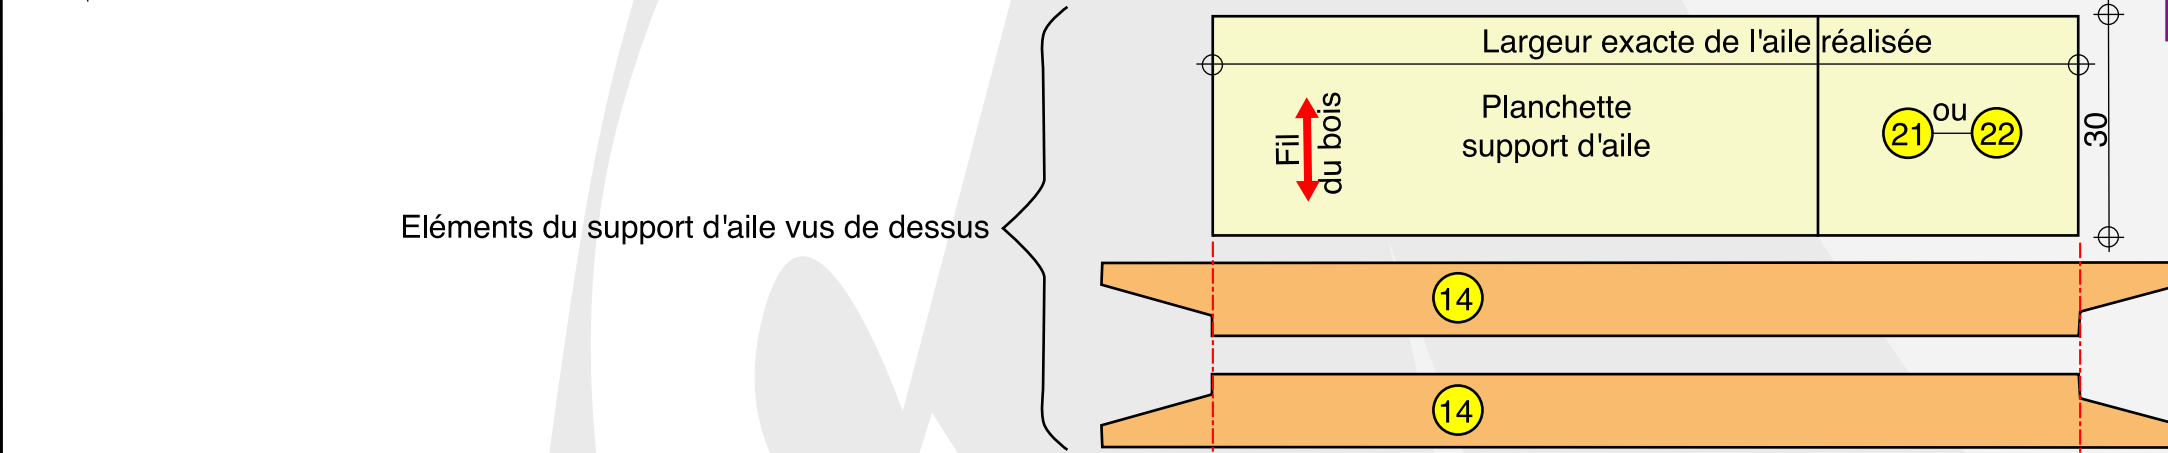 Largeur exacte de l'aile réalisée
Fil
du bois
Planchette
support d'aile
21 ou 22
30
Eléments du support d'aile vus de dessus
14
14